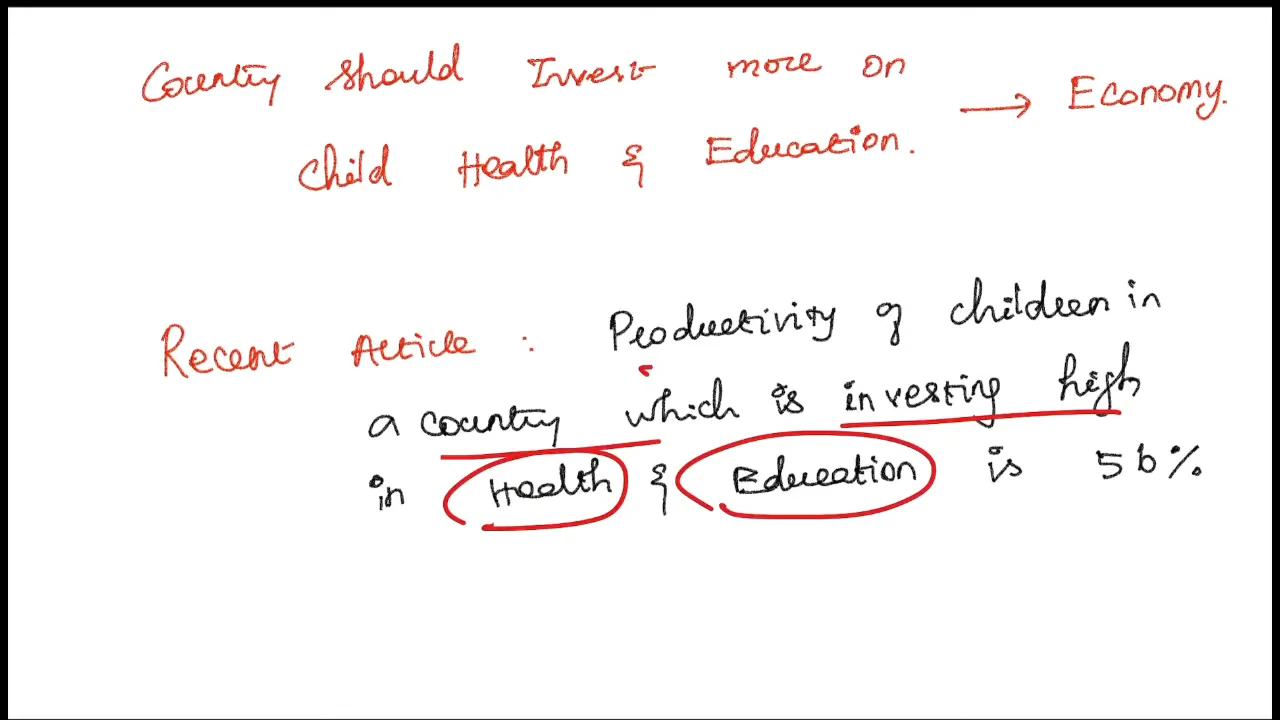 Country Should Invest more on
Child Health & Education.
→ Economy.
Recent Article : Productivity of children in
a country which is investing high
in Health & Education is 56%